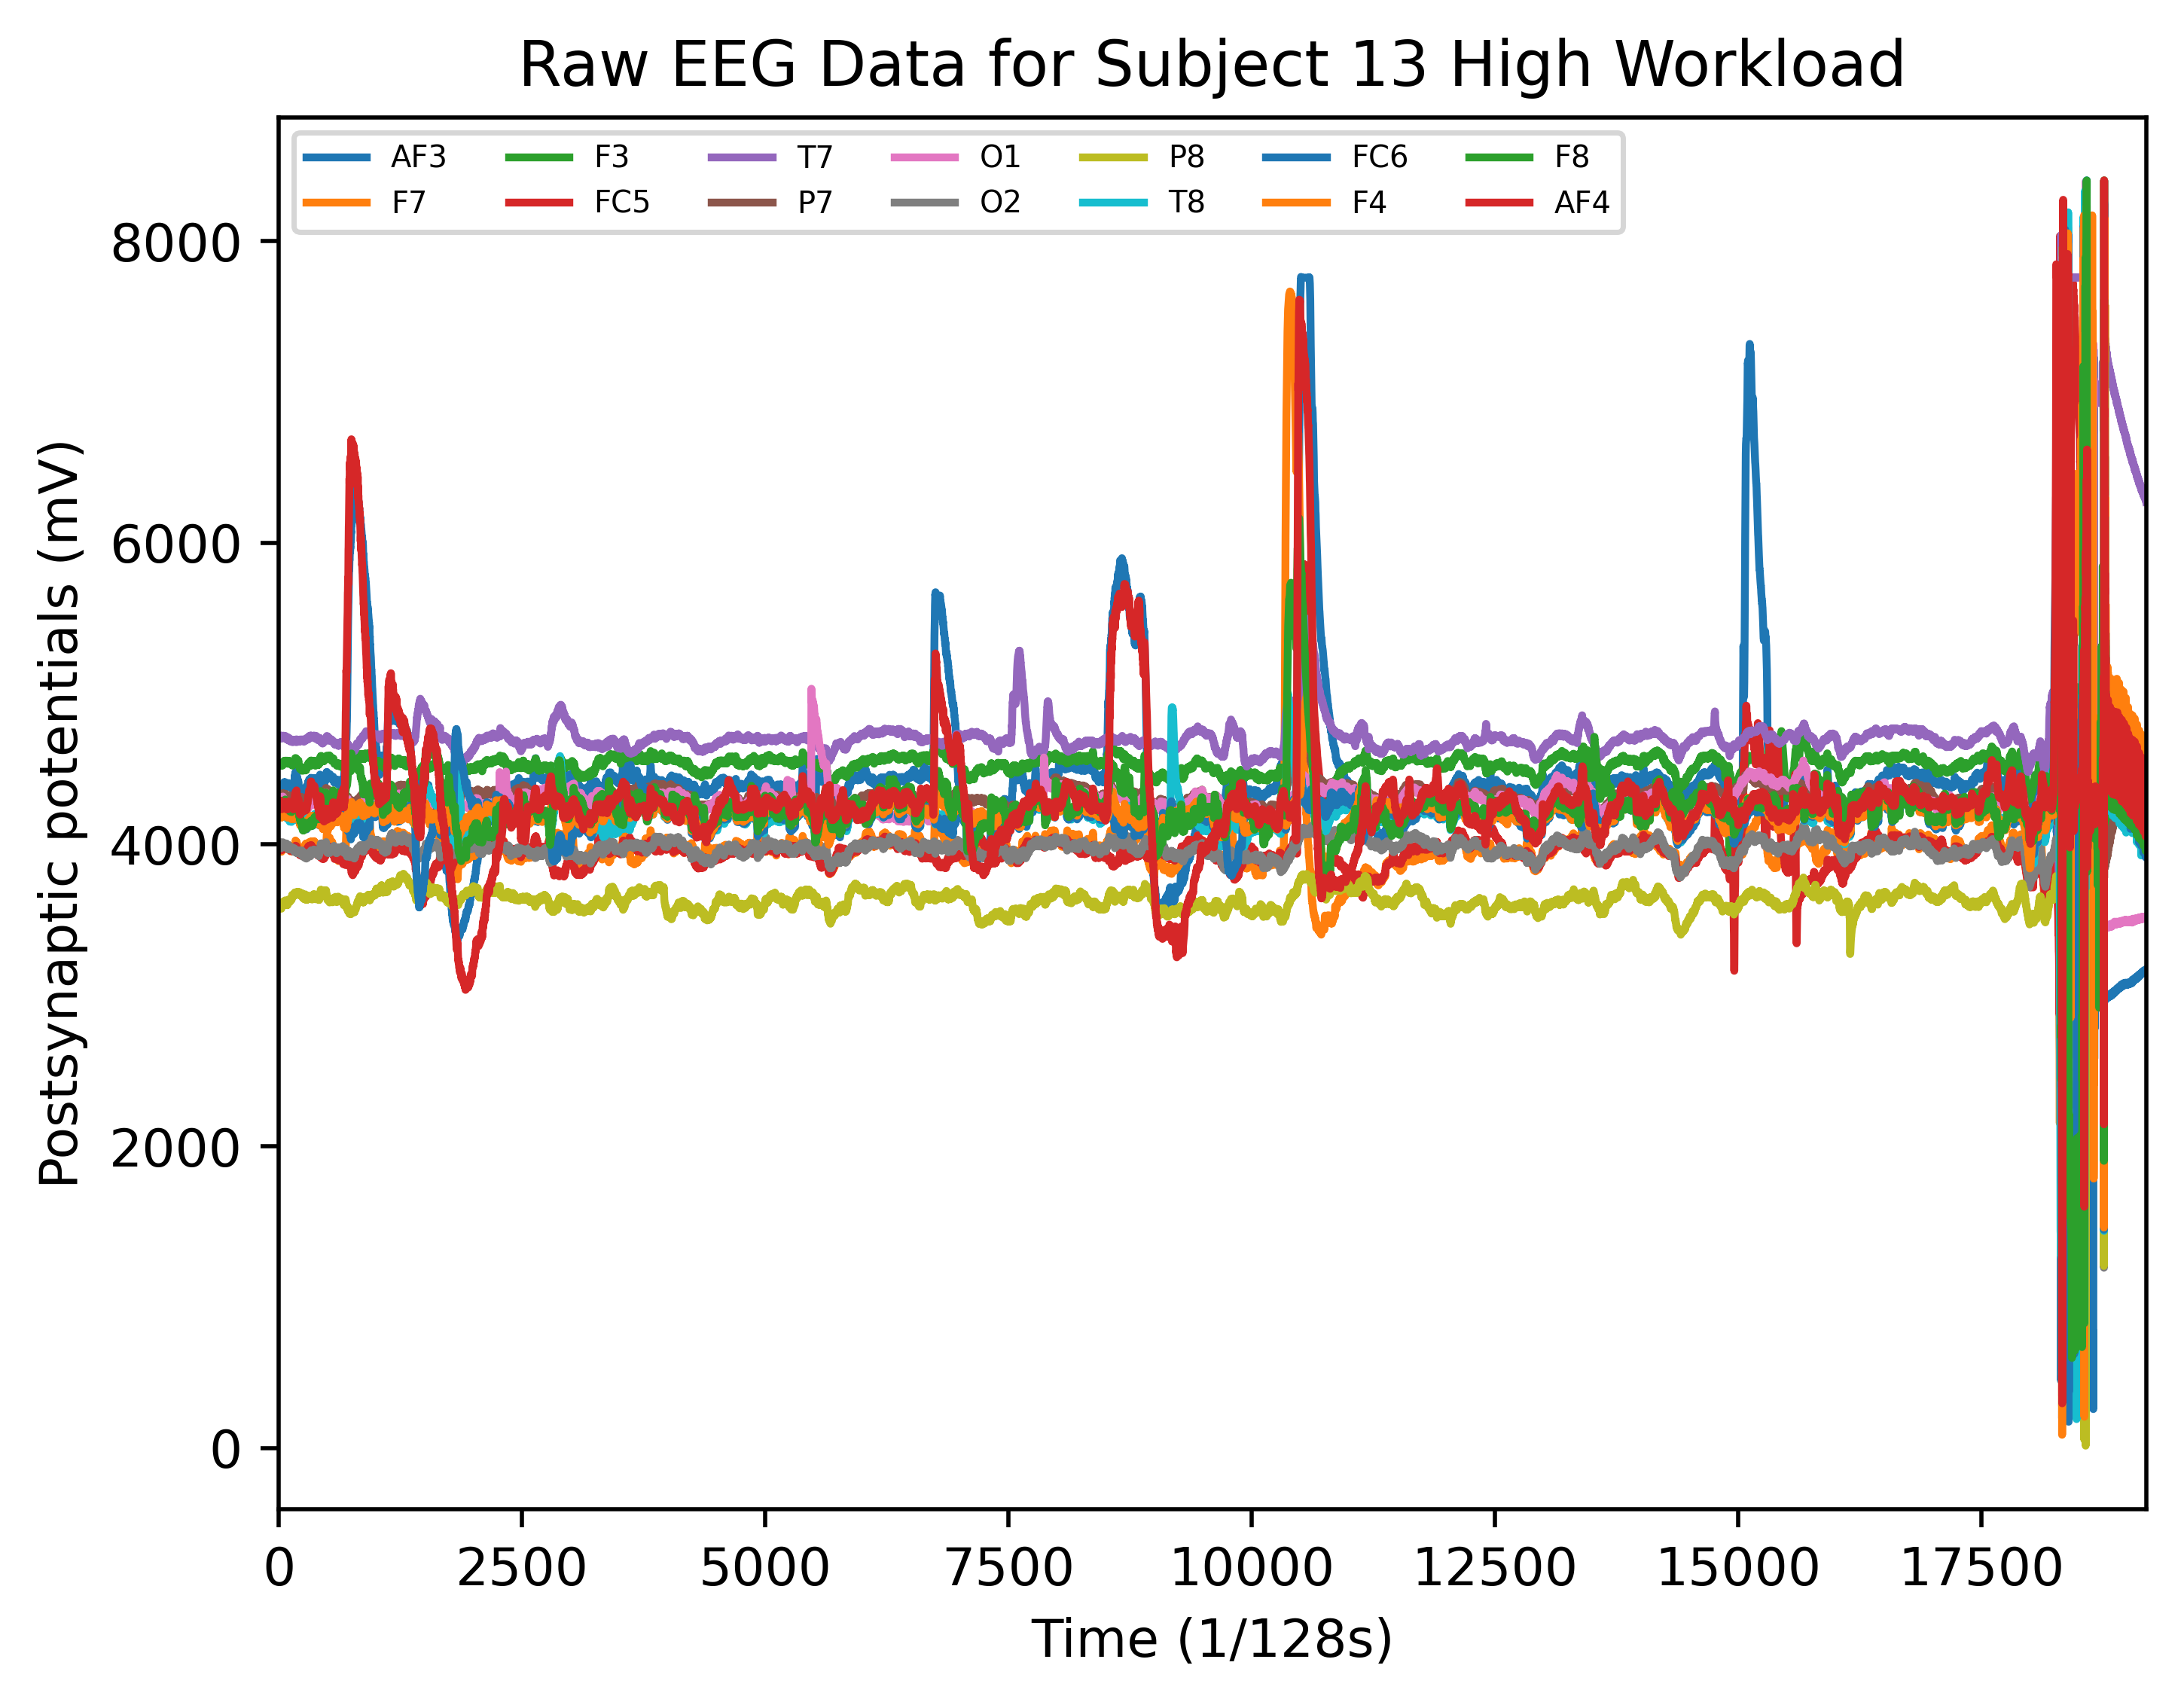 Raw EEG Data for Subject 13 High Workload
AF3 F3 T7 O1 P8 FC6 F8
F7 FC5 P7 O2 T8 F4 AF4
8000
6000
4000
2000
0
Postsynaptic potentials (mV)
0 2500 5000 7500 10000 12500 15000 17500
Time (1/128s)